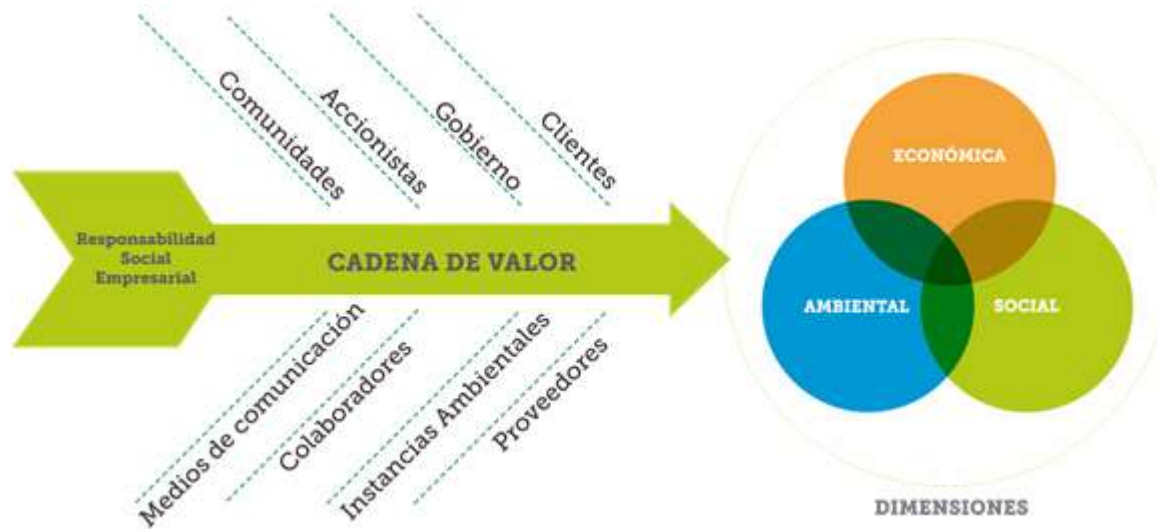 Comunidades
Accionistas
Gobierno
Clientes
Responsabilidad
Social
Empresarial
CADENA DE VALOR
Medios de comunicación
Colaboradores
Instancias Ambientales
Proveedores
ECONÓMICA
AMBIENTAL
SOCIAL
DIMENSIONES